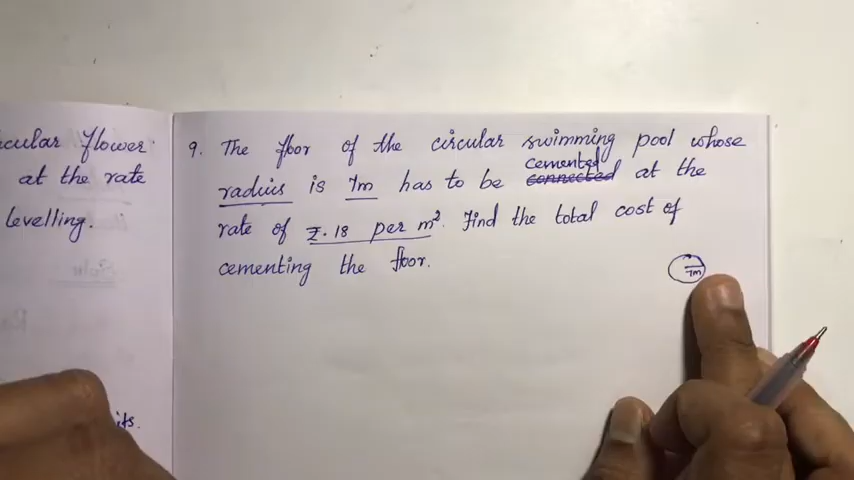 cular flower
at the rate
levelling.
its.
9. The floor of the circular swimming pool whose
radius is 7m has to be cemented at the
rate of ₹.18 per m². Find the total cost of
cementing the floor.
7m